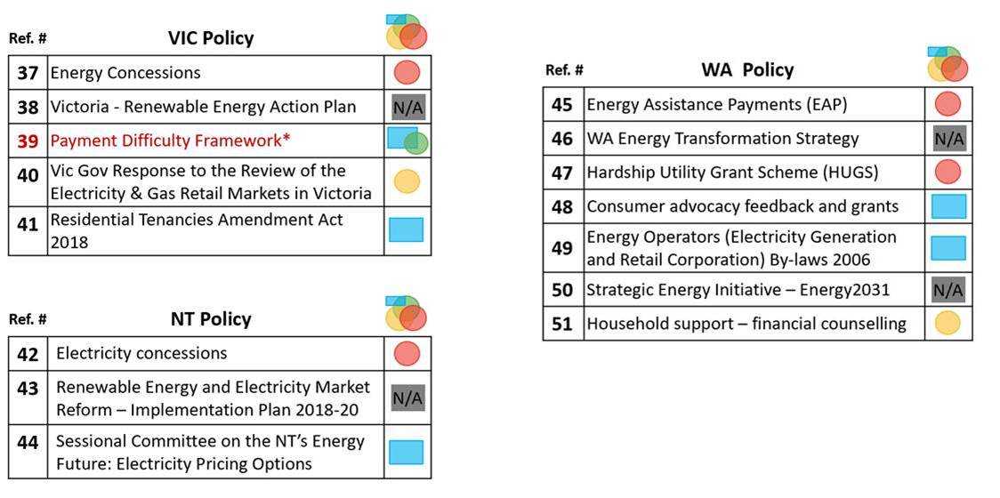 Ref. # VIC Policy
37 Energy Concessions
38 Victoria - Renewable Energy Action Plan N/A
39 Payment Difficulty Framework*
40 Vic Gov Response to the Review of the
Electricity & Gas Retail Markets in Victoria
41 Residential Tenancies Amendment Act
2018
Ref. # NT Policy
42 Electricity concessions
43 Renewable Energy and Electricity Market
Reform – Implementation Plan 2018-20 N/A
44 Sessional Committee on the NT’s Energy
Future: Electricity Pricing Options
Ref. # WA Policy
45 Energy Assistance Payments (EAP)
46 WA Energy Transformation Strategy N/A
47 Hardship Utility Grant Scheme (HUGS)
48 Consumer advocacy feedback and grants
49 Energy Operators (Electricity Generation
and Retail Corporation) By-laws 2006
50 Strategic Energy Initiative – Energy2031 N/A
51 Household support – financial counselling